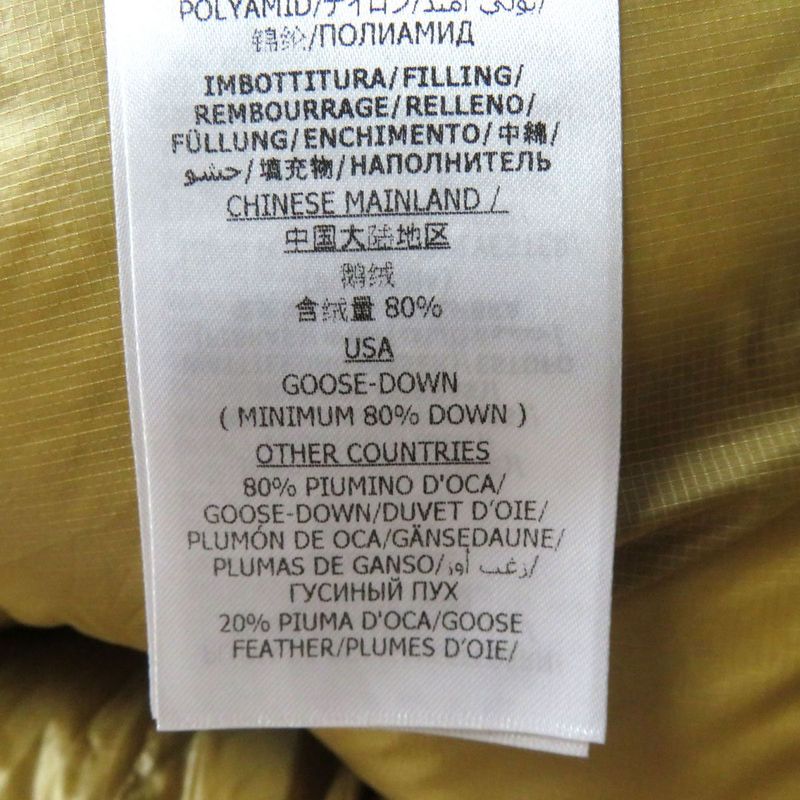 POLYAMID/ナイロン/بولي أميد/
锦纶/ПОЛИАМИД
IMBOTTITURA/FILLING/
REMBOURRAGE/RELLENO/
FÜLLUNG/ENCHIMENTO/中綿/
حشو/填充物/НАПОЛНИТЕЛЬ
CHINESE MAINLAND /
中国大陆地区
鹅绒
含绒量 80%
USA
GOOSE-DOWN
( MINIMUM 80% DOWN )
OTHER COUNTRIES
80% PIUMINO D'OCA/
GOOSE-DOWN/DUVET D'OIE/
PLUMÓN DE OCA/GÄNSEDAUNE/
PLUMAS DE GANSO/زغب أوز/
ГУСИНЫЙ ПУХ
20% PIUMA D'OCA/GOOSE
FEATHER/PLUMES D'OIE/